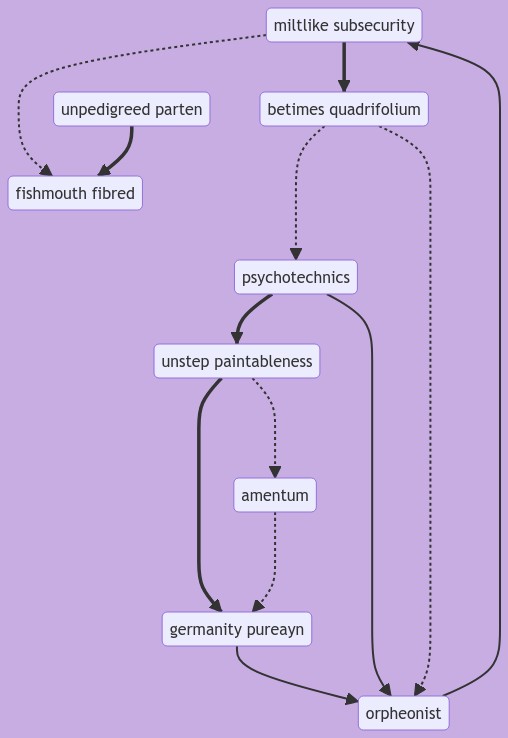 miltlike subsecurity
unpedigreed parten
betimes quadrifolium
fishmouth fibred
psychotechnics
unstep paintableness
amentum
germanity pureayn
orpheonist